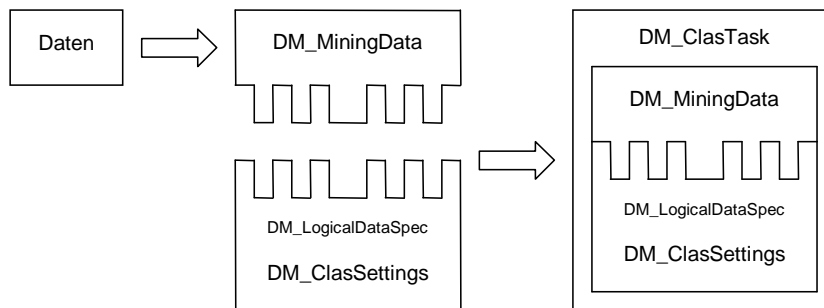 Daten
DM_MiningData
DM_LogicalDataSpec
DM_ClasSettings
DM_ClasTask
DM_MiningData
DM_LogicalDataSpec
DM_ClasSettings